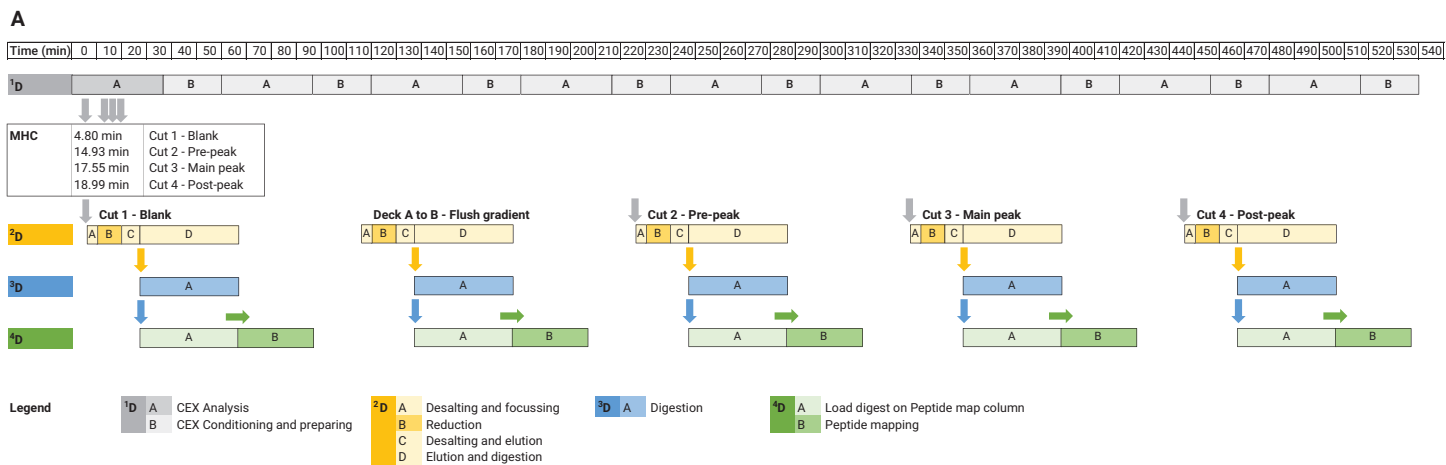 A
Time (min) 0 10 20 30 40 50 60 70 80 90 100 110 120 130 140 150 160 170 180 190 200 210 220 230 240 250 260 270 280 290 300 310 320 330 340 350 360 370 380 390 400 410 420 430 440 450 460 470 480 490 500 510 520 530 540
¹D A B A B A B A B A B A B A B A B A B
MHC 4.80 min Cut 1 - Blank
14.93 min Cut 2 - Pre-peak
17.55 min Cut 3 - Main peak
18.99 min Cut 4 - Post-peak
Cut 1 - Blank Deck A to B - Flush gradient Cut 2 - Pre-peak Cut 3 - Main peak Cut 4 - Post-peak
²D A B C D A B C D A B C D A B C D A B C D
³D A A A A A
⁴D A B A B A B A B A B
Legend ¹D A CEX Analysis ²D A Desalting and focussing ³D A Digestion ⁴D A Load digest on Peptide map column
B CEX Conditioning and preparing B Reduction B Peptide mapping
C Desalting and elution
D Elution and digestion